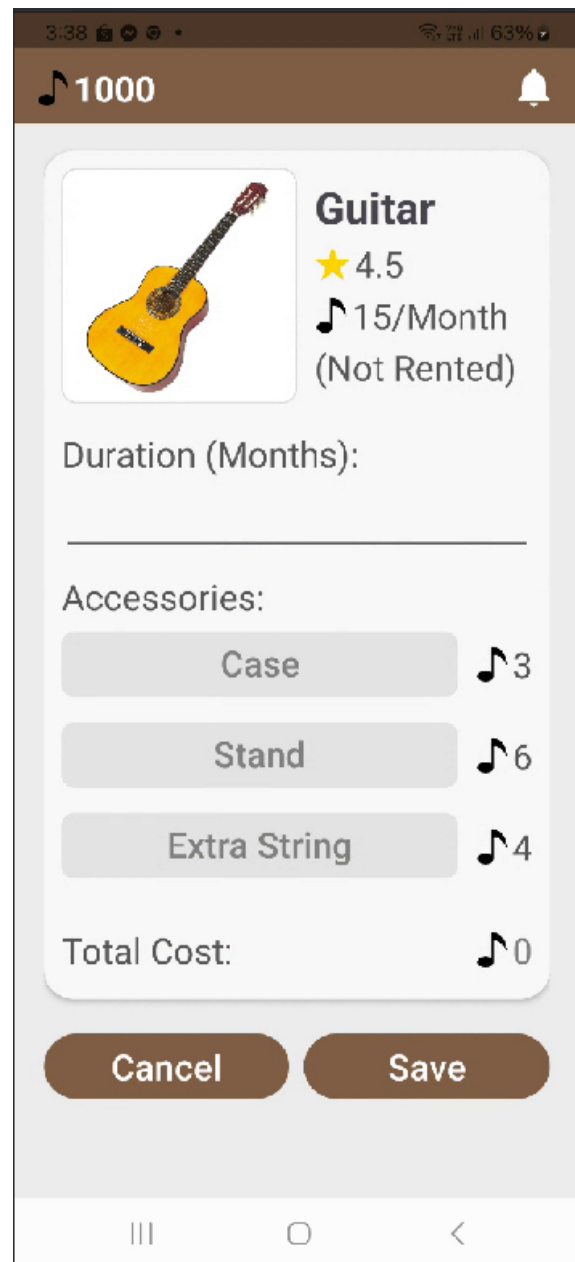 3:38 63%
1000
Guitar
4.5
15/Month
(Not Rented)
Duration (Months):
Accessories:
Case 3
Stand 6
Extra String 4
Total Cost: 0
Cancel Save